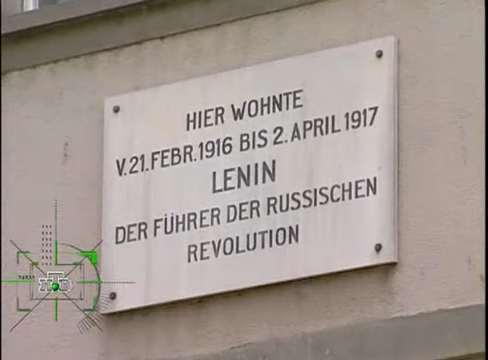 HIER WOHNTE
V. 21. FEBR. 1916 BIS 2. APRIL 1917
LENIN
DER FÜHRER DER RUSSISCHEN
REVOLUTION